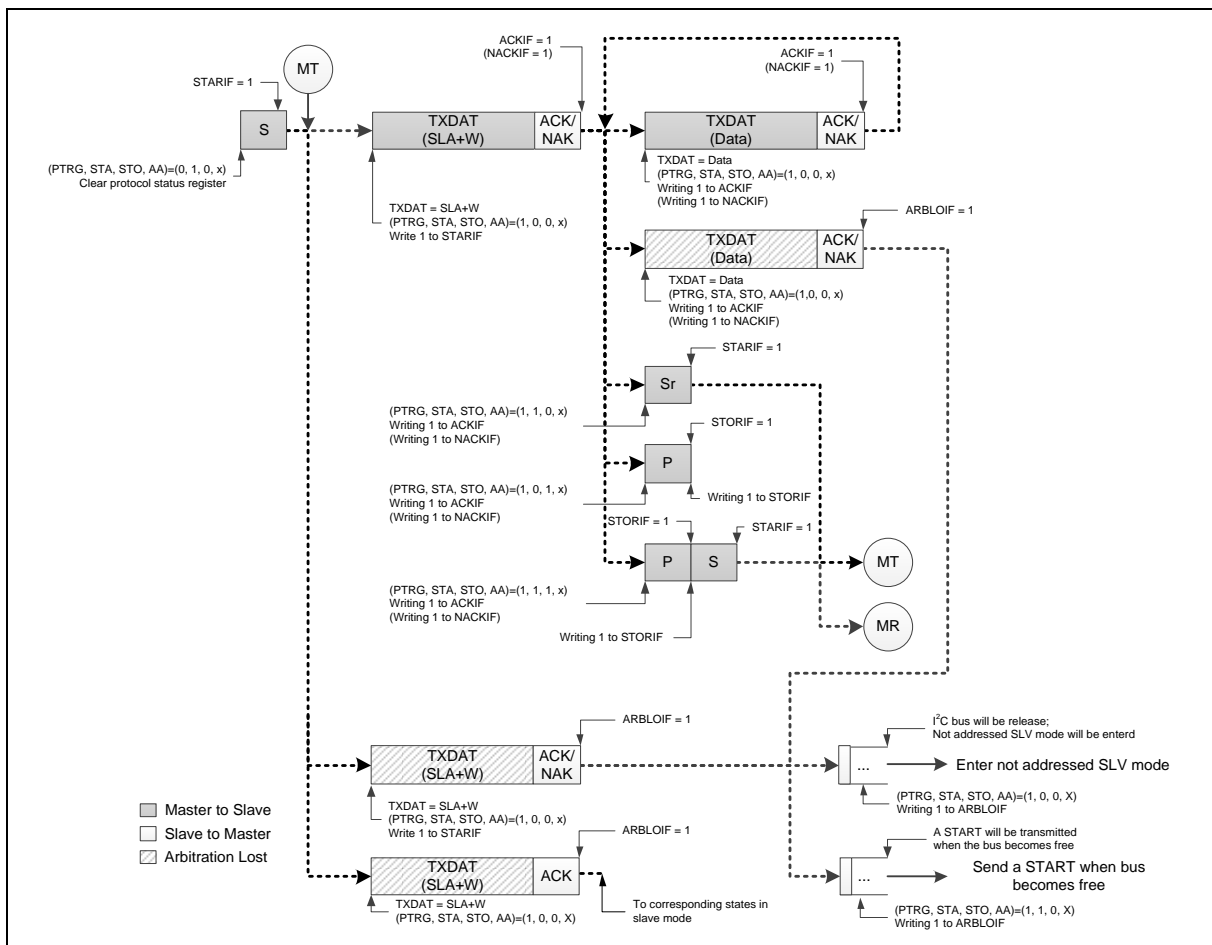 ACKIF = 1
(NACKIF = 1)
ACKIF = 1
(NACKIF = 1)
STARIF = 1
MT
S
TXDAT
(SLA+W)
ACK/
NAK
TXDAT
(Data)
ACK/
NAK
(PTRG, STA, STO, AA)=(0, 1, 0, x)
Clear protocol status register
TXDAT = SLA+W
(PTRG, STA, STO, AA)=(1, 0, 0, x)
Write 1 to STARIF
TXDAT = Data
(PTRG, STA, STO, AA)=(1, 0, 0, x)
Writing 1 to ACKIF
(Writing 1 to NACKIF)
ARBLOIF = 1
TXDAT
(Data)
ACK/
NAK
TXDAT = Data
(PTRG, STA, STO, AA)=(1,0, 0, x)
Writing 1 to ACKIF
(Writing 1 to NACKIF)
STARIF = 1
Sr
(PTRG, STA, STO, AA)=(1, 1, 0, x)
Writing 1 to ACKIF
(Writing 1 to NACKIF)
STORIF = 1
P
(PTRG, STA, STO, AA)=(1, 0, 1, x)
Writing 1 to ACKIF
(Writing 1 to NACKIF)
Writing 1 to STORIF
STORIF = 1
STARIF = 1
P
S
MT
(PTRG, STA, STO, AA)=(1, 1, 1, x)
Writing 1 to ACKIF
(Writing 1 to NACKIF)
Writing 1 to STORIF
MR
ARBLOIF = 1
TXDAT
(SLA+W)
ACK/
NAK
TXDAT = SLA+W
(PTRG, STA, STO, AA)=(1, 0, 0, x)
Write 1 to STARIF
I²C bus will be release;
Not addressed SLV mode will be enterd
...
Enter not addressed SLV mode
(PTRG, STA, STO, AA)=(1, 0, 0, X)
Writing 1 to ARBLOIF
Master to Slave
Slave to Master
Arbitration Lost
ARBLOIF = 1
TXDAT
(SLA+W)
ACK
TXDAT = SLA+W
(PTRG, STA, STO, AA)=(1, 0, 0, X)
To corresponding states in
slave mode
A START will be transmitted
when the bus becomes free
...
Send a START when bus
becomes free
(PTRG, STA, STO, AA)=(1, 1, 0, X)
Writing 1 to ARBLOIF